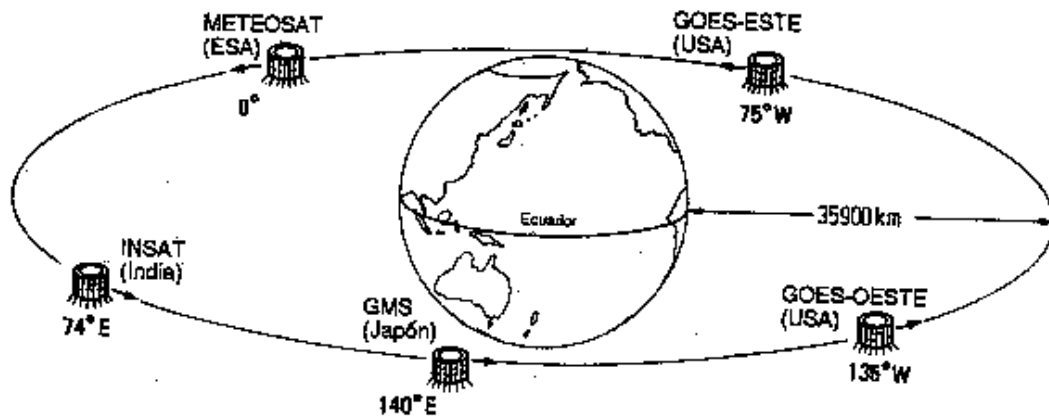 METEOSAT
(ESA)
0°
GOES-ESTE
(USA)
75°W
Ecuador
35900 km
INSAT
(India)
74°E
GMS
(Japón)
140°E
GOES-OESTE
(USA)
135°W